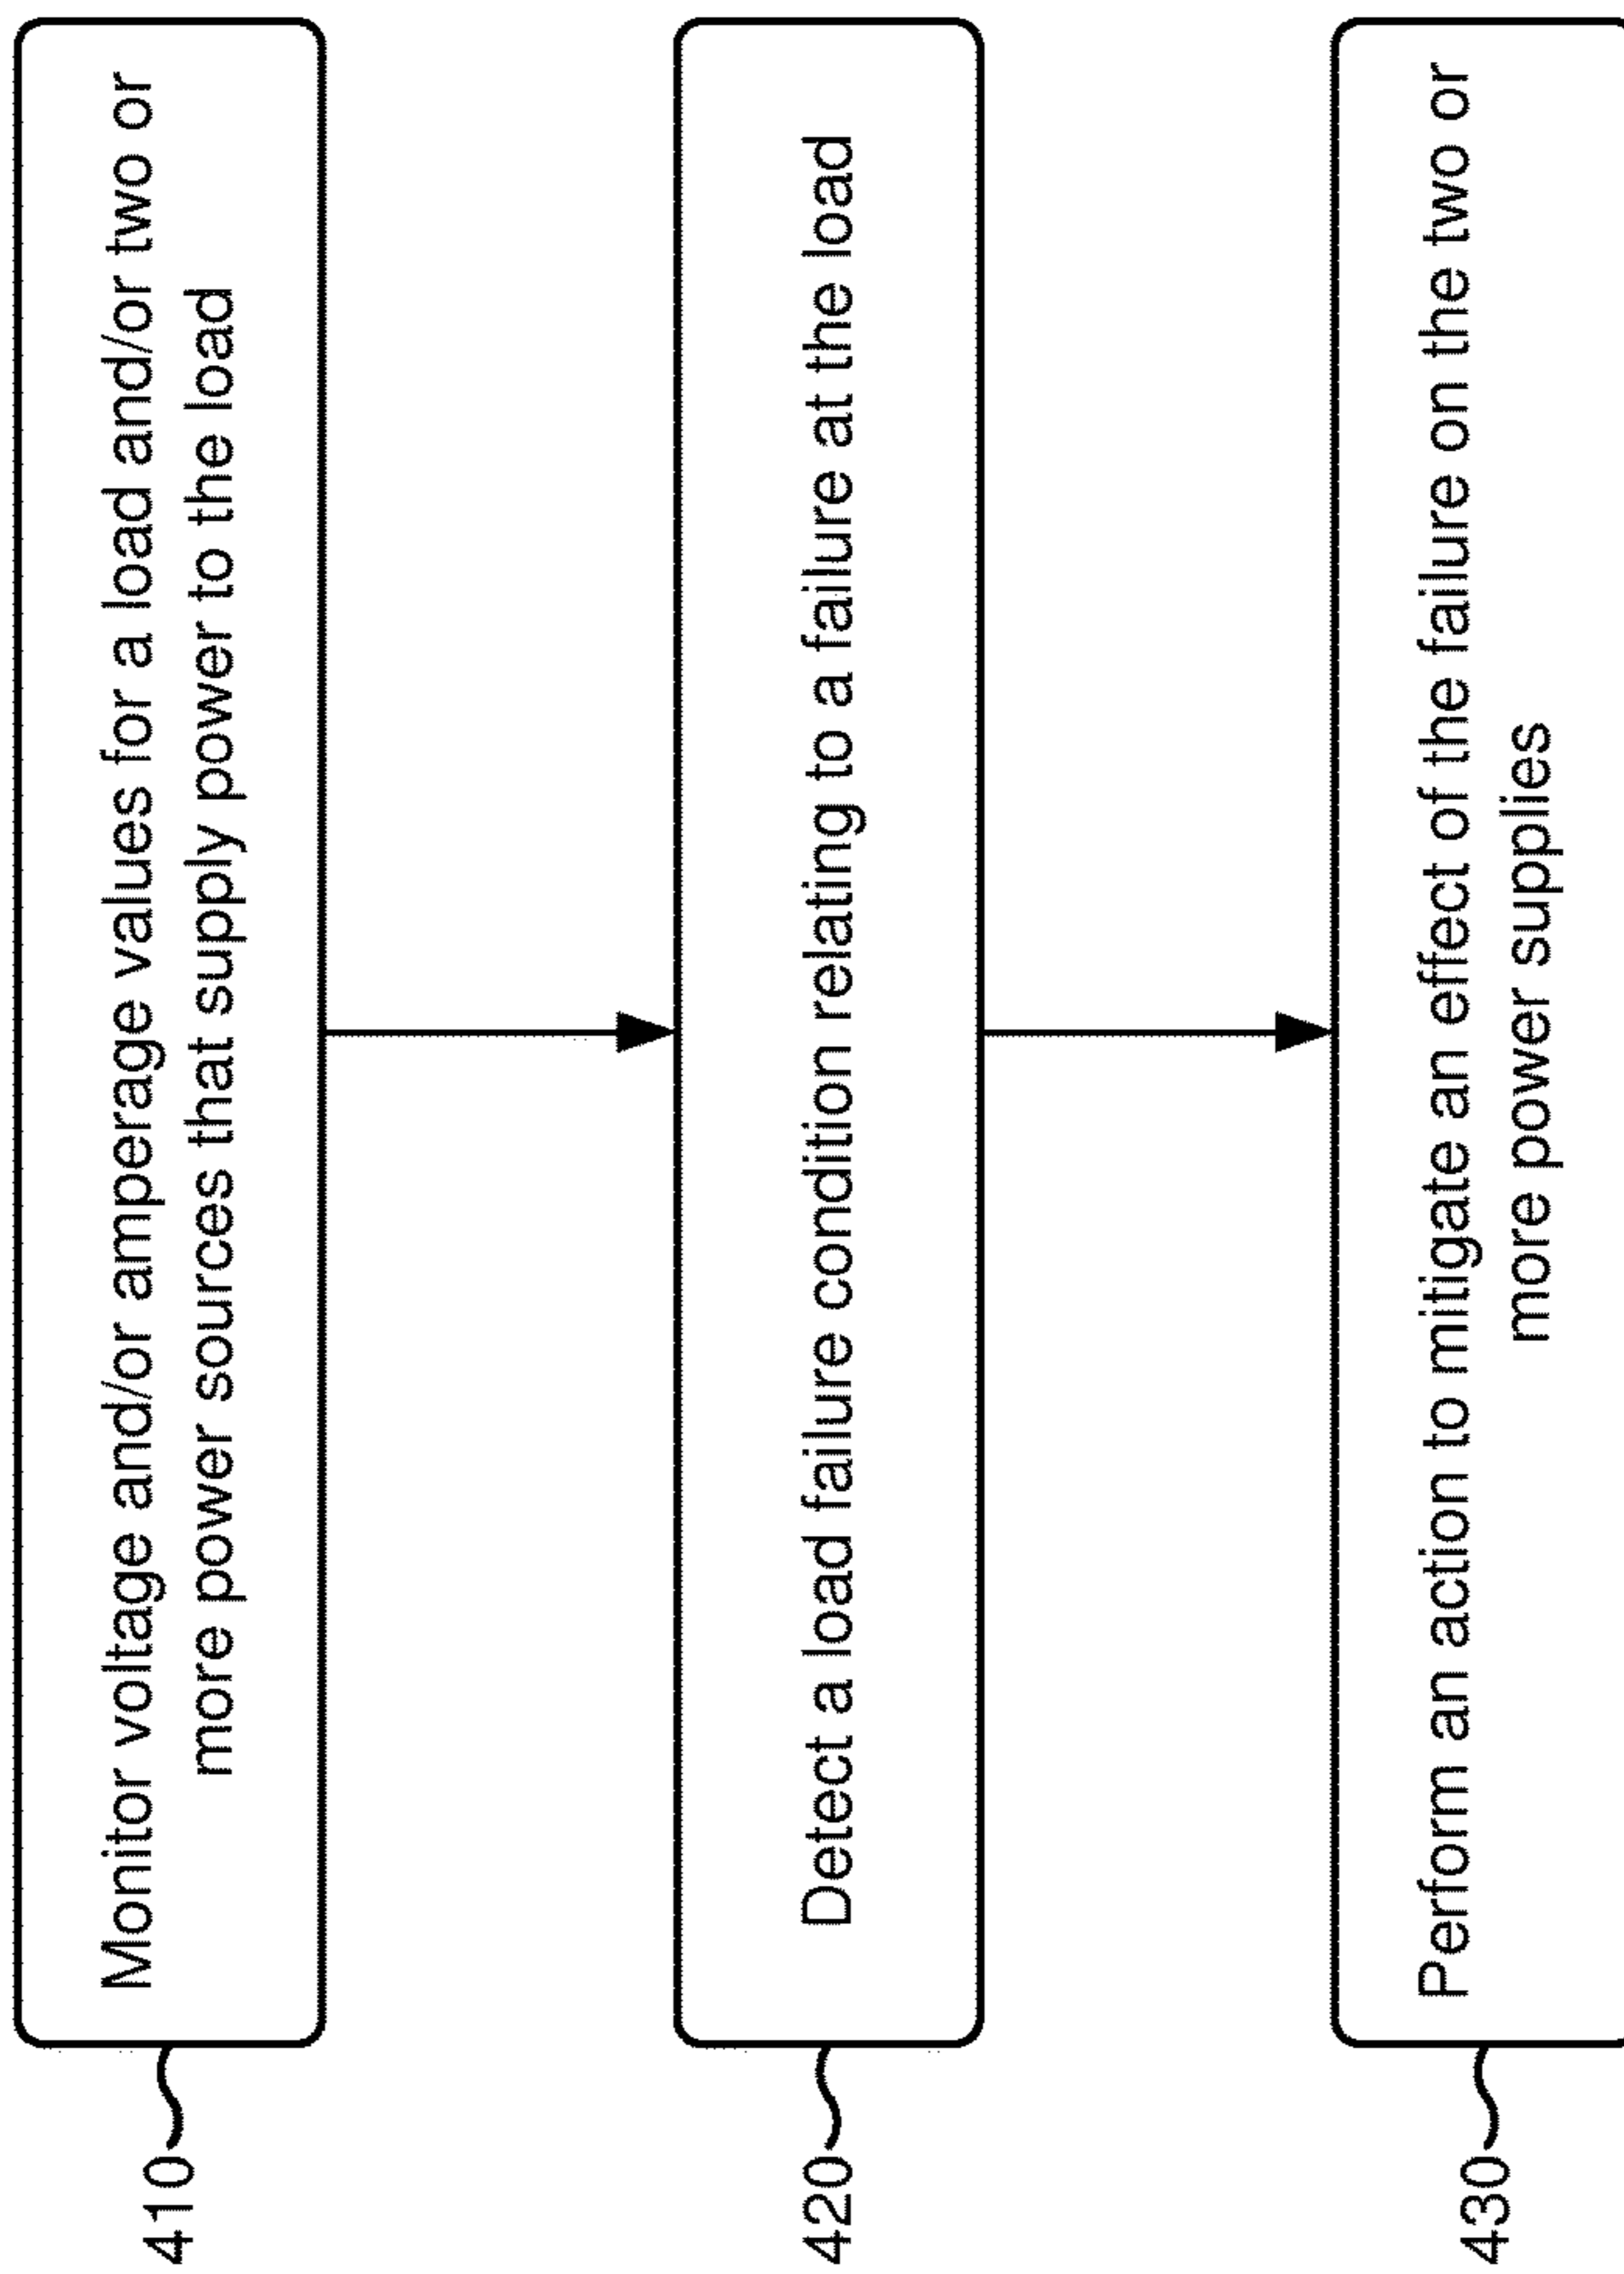 410
Monitor voltage and/or amperage values for a load and/or two or
more power sources that supply power to the load
420
Detect a load failure condition relating to a failure at the load
430
Perform an action to mitigate an effect of the failure on the two or
more power supplies